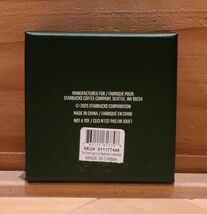 MANUFACTURED FOR / FABRIQUÉ POUR
STARBUCKS COFFEE COMPANY, SEATTLE, WA 98134
©2025 STARBUCKS CORPORATION
MADE IN CHINA / FABRIQUÉ EN CHINE
NOT A TOY / CECI N'EST PAS UN JOUET
SKU# 011177448
MADE IN CHINA